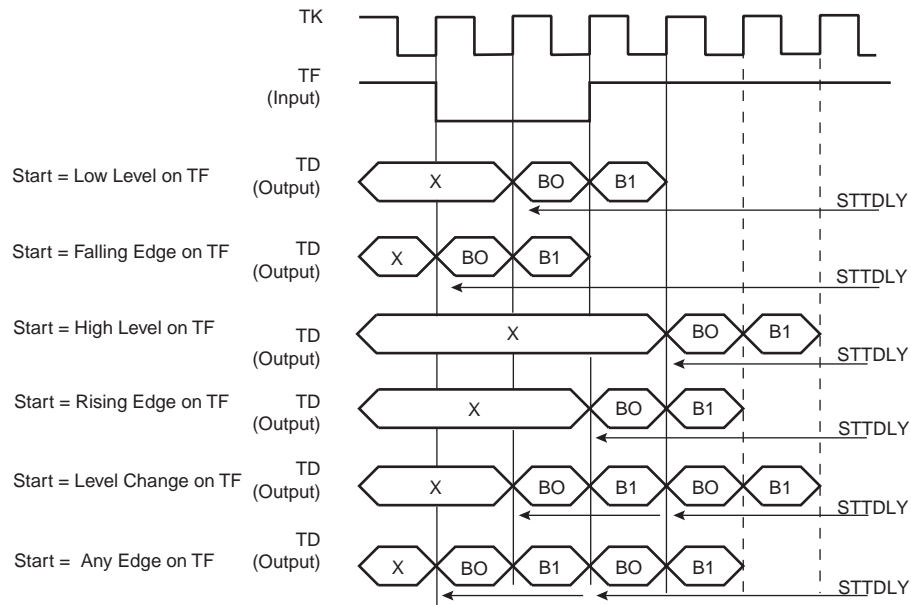 TK
TF
(Input)
Start = Low Level on TF
TD
(Output)
X
BO
B1
STTDLY
Start = Falling Edge on TF
TD
(Output)
X
BO
B1
STTDLY
Start = High Level on TF
TD
(Output)
X
BO
B1
STTDLY
Start = Rising Edge on TF
TD
(Output)
X
BO
B1
STTDLY
Start = Level Change on TF
TD
(Output)
X
BO
B1
BO
B1
STTDLY
Start = Any Edge on TF
TD
(Output)
X
BO
B1
BO
B1
STTDLY